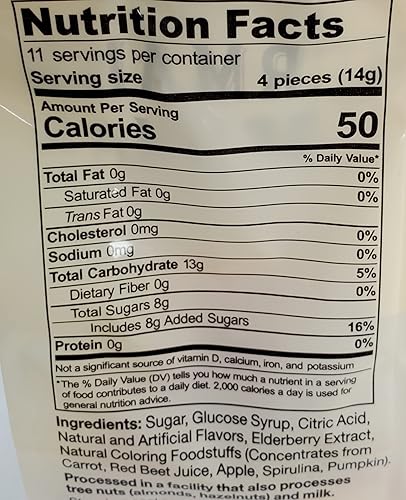 Nutrition Facts
11 servings per container
Serving size 4 pieces (14g)
Amount Per Serving
Calories 50
% Daily Value*
Total Fat 0g 0%
Saturated Fat 0g 0%
Trans Fat 0g
Cholesterol 0mg 0%
Sodium 0mg 0%
Total Carbohydrate 13g 5%
Dietary Fiber 0g 0%
Total Sugars 8g
Includes 8g Added Sugars 16%
Protein 0g 0%
Not a significant source of vitamin D, calcium, iron, and potassium
*The % Daily Value (DV) tells you how much a nutrient in a serving
of food contributes to a daily diet. 2,000 calories a day is used for
general nutrition advice.
Ingredients: Sugar, Glucose Syrup, Citric Acid,
Natural and Artificial Flavors, Elderberry Extract,
Natural Coloring Foodstuffs (Concentrates from
Carrot, Red Beet Juice, Apple, Spirulina, Pumpkin).
Processed in a facility that also processes
tree nuts (almonds, hazelnuts) and milk.